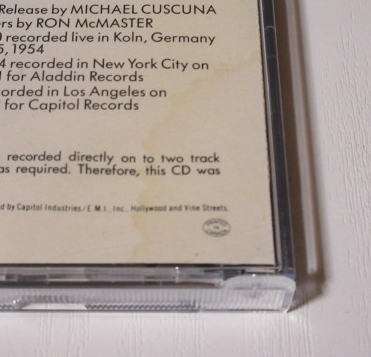 Release by MICHAEL CUSCUNA
ers by RON McMASTER
0 recorded live in Koln, Germany
5, 1954
4 recorded in New York City on
d for Aladdin Records
orded in Los Angeles on
for Capitol Records
recorded directly on to two track
as required. Therefore, this CD was
d by Capitol Industries/E.M.I., Inc., Hollywood and Vine Streets,